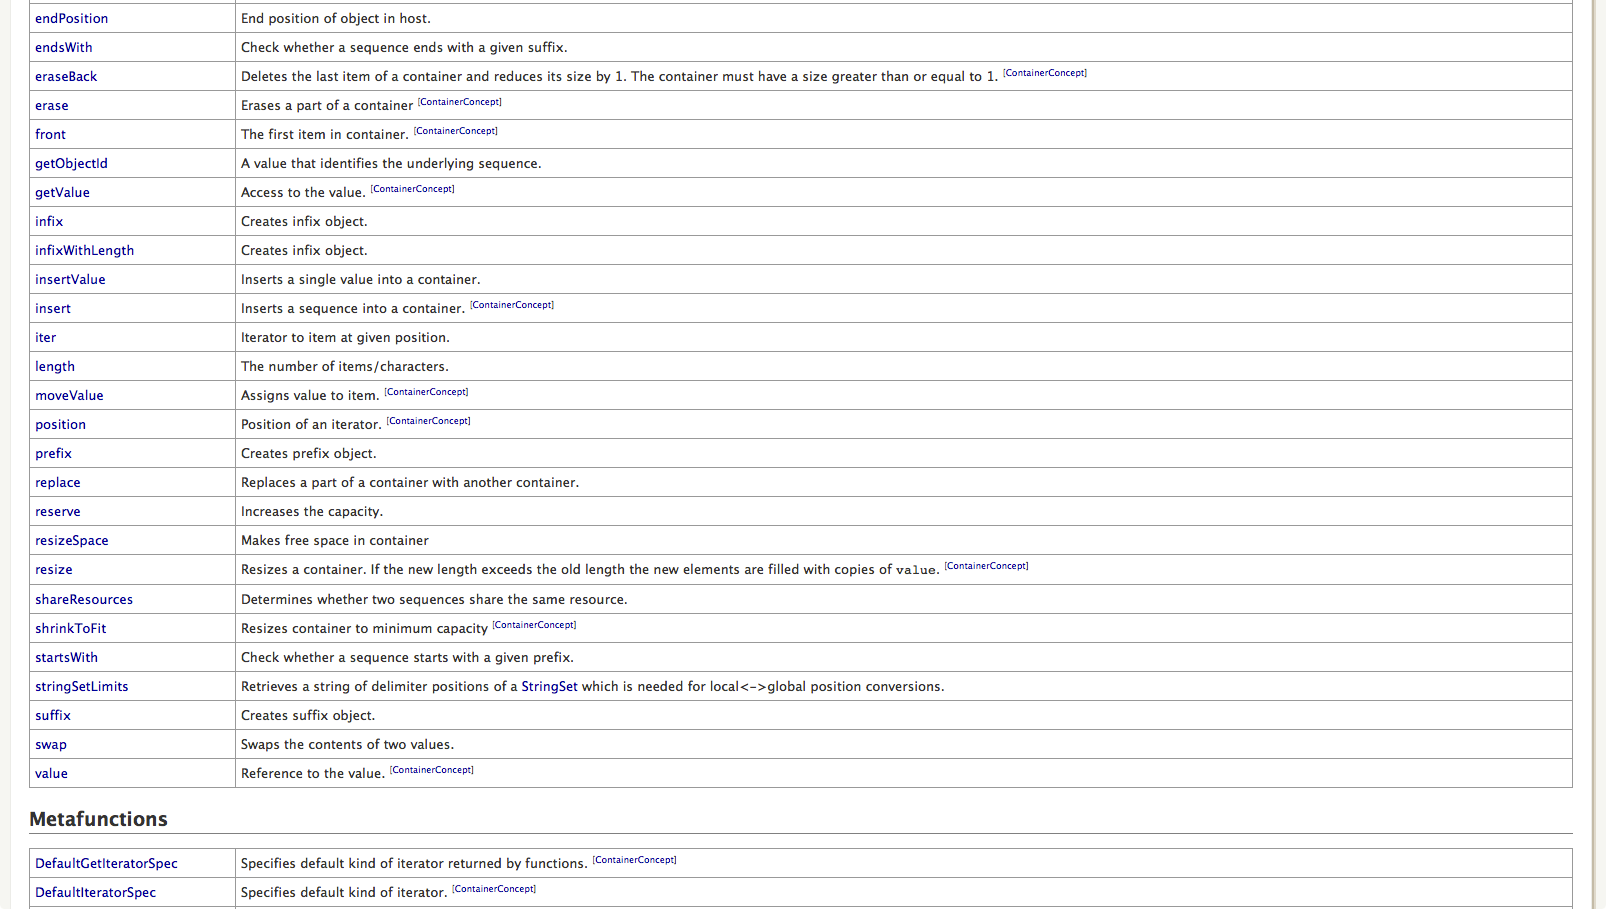 endPosition End position of object in host.
endsWith Check whether a sequence ends with a given suffix.
eraseBack Deletes the last item of a container and reduces its size by 1. The container must have a size greater than or equal to 1. [ContainerConcept]
erase Erases a part of a container [ContainerConcept]
front The first item in container. [ContainerConcept]
getObjectId A value that identifies the underlying sequence.
getValue Access to the value. [ContainerConcept]
infix Creates infix object.
infixWithLength Creates infix object.
insertValue Inserts a single value into a container.
insert Inserts a sequence into a container. [ContainerConcept]
iter Iterator to item at given position.
length The number of items/characters.
moveValue Assigns value to item. [ContainerConcept]
position Position of an iterator. [ContainerConcept]
prefix Creates prefix object.
replace Replaces a part of a container with another container.
reserve Increases the capacity.
resizeSpace Makes free space in container
resize Resizes a container. If the new length exceeds the old length the new elements are filled with copies of value. [ContainerConcept]
shareResources Determines whether two sequences share the same resource.
shrinkToFit Resizes container to minimum capacity [ContainerConcept]
startsWith Check whether a sequence starts with a given prefix.
stringSetLimits Retrieves a string of delimiter positions of a StringSet which is needed for local<->global position conversions.
suffix Creates suffix object.
swap Swaps the contents of two values.
value Reference to the value. [ContainerConcept]
Metafunctions
DefaultGetIteratorSpec Specifies default kind of iterator returned by functions. [ContainerConcept]
DefaultIteratorSpec Specifies default kind of iterator. [ContainerConcept]